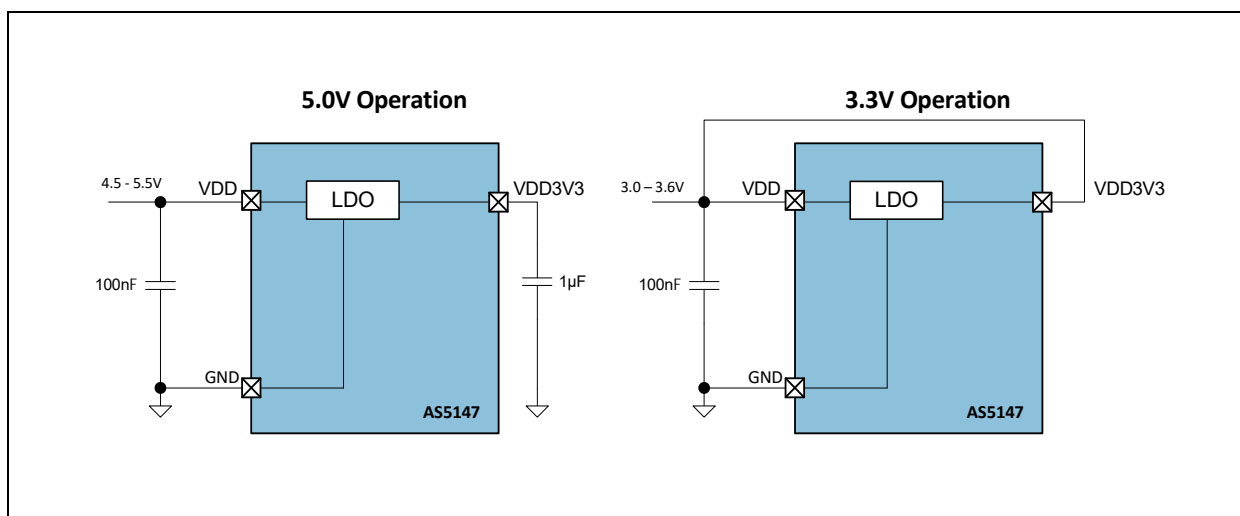 5.0V Operation
4.5 - 5.5V
VDD
LDO
VDD3V3
100nF
1µF
GND
AS5147
3.3V Operation
3.0 – 3.6V
VDD
LDO
VDD3V3
100nF
GND
AS5147